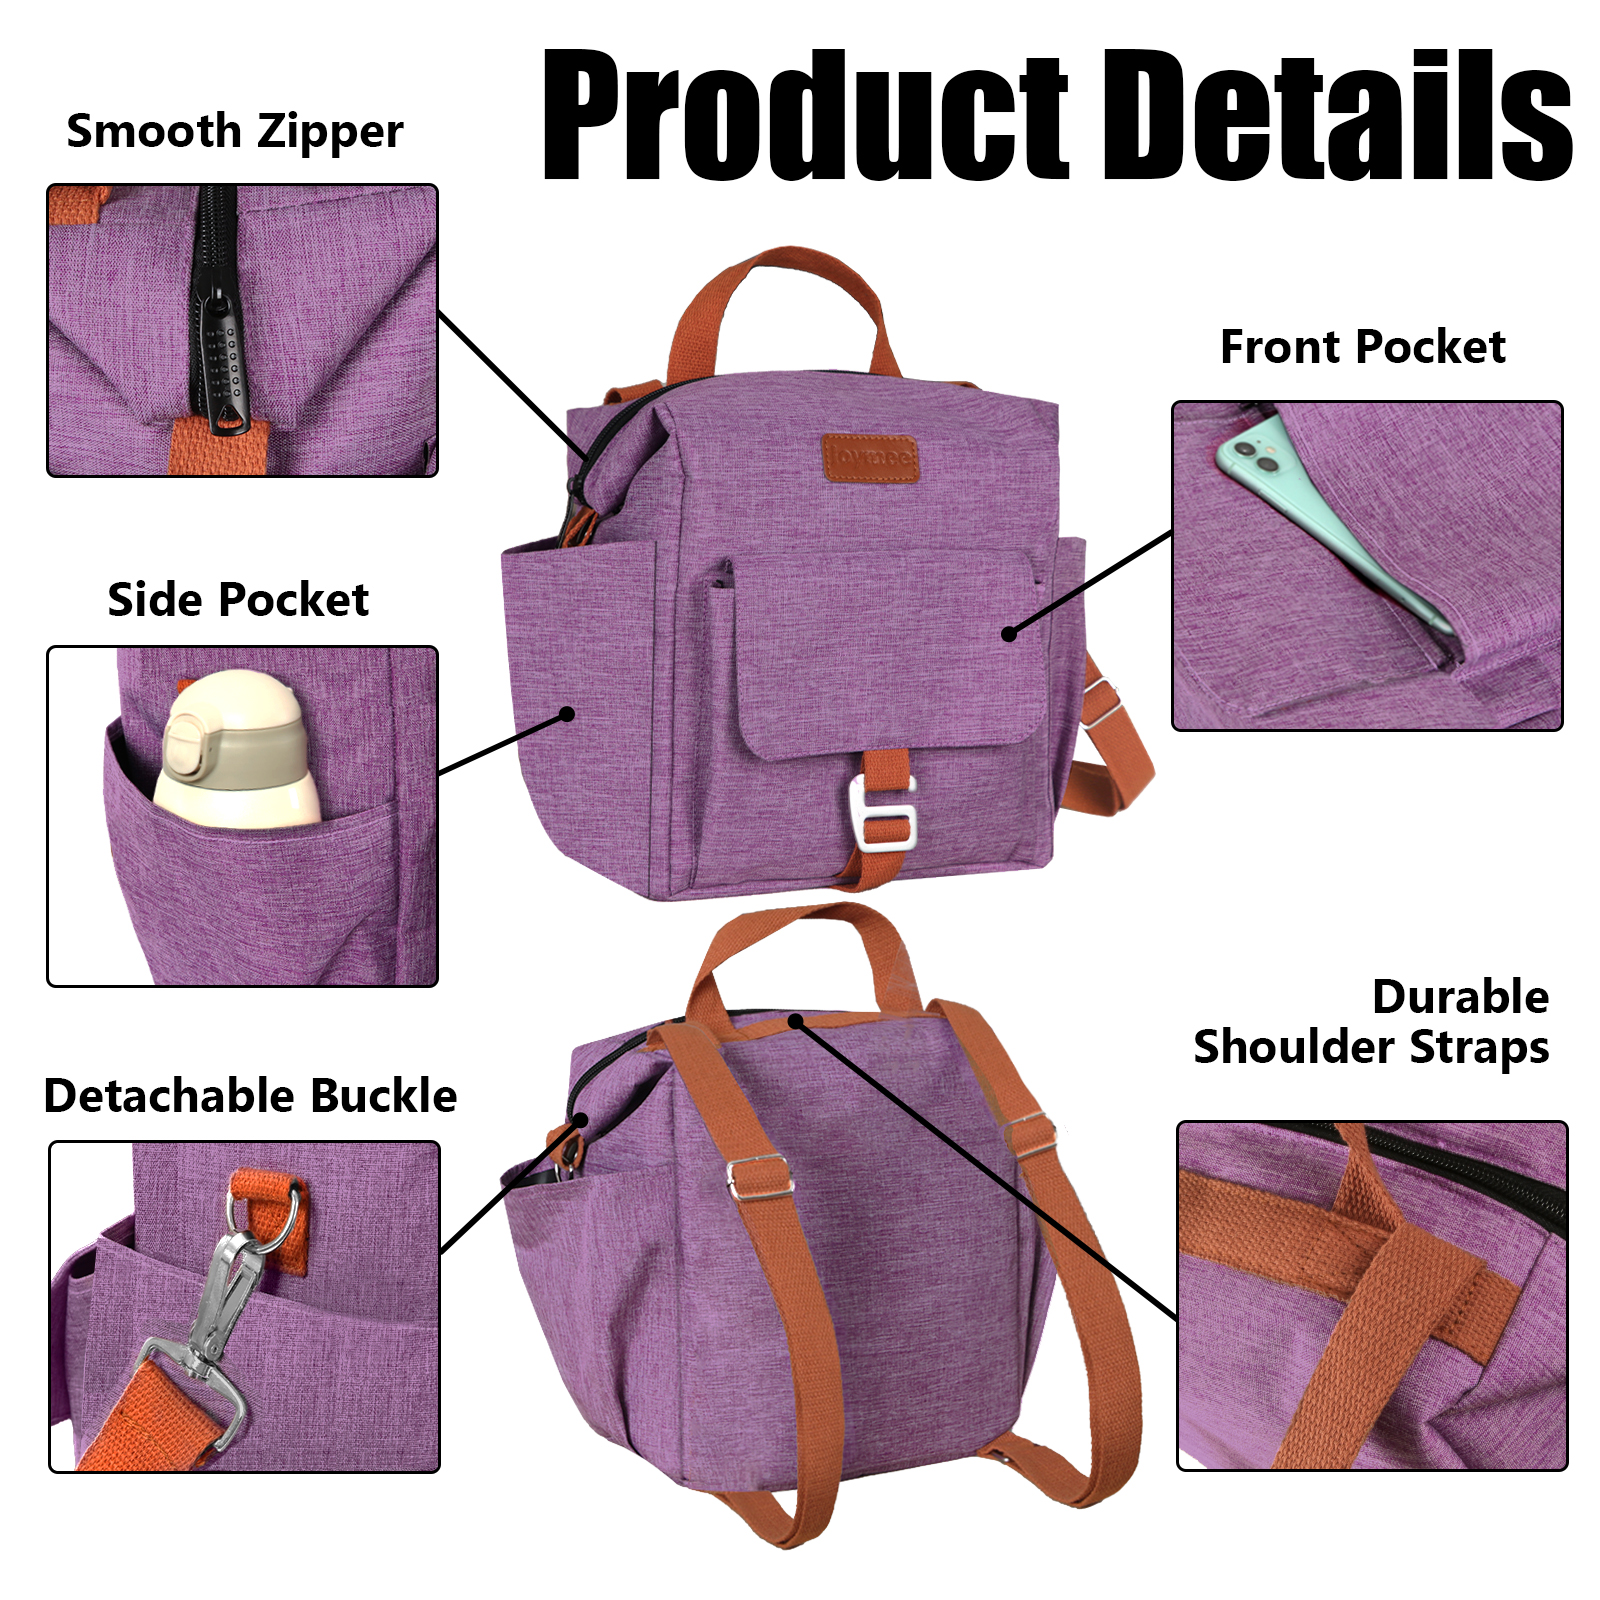 Product Details
Smooth Zipper
Front Pocket
Side Pocket
Durable
Shoulder Straps
Detachable Buckle